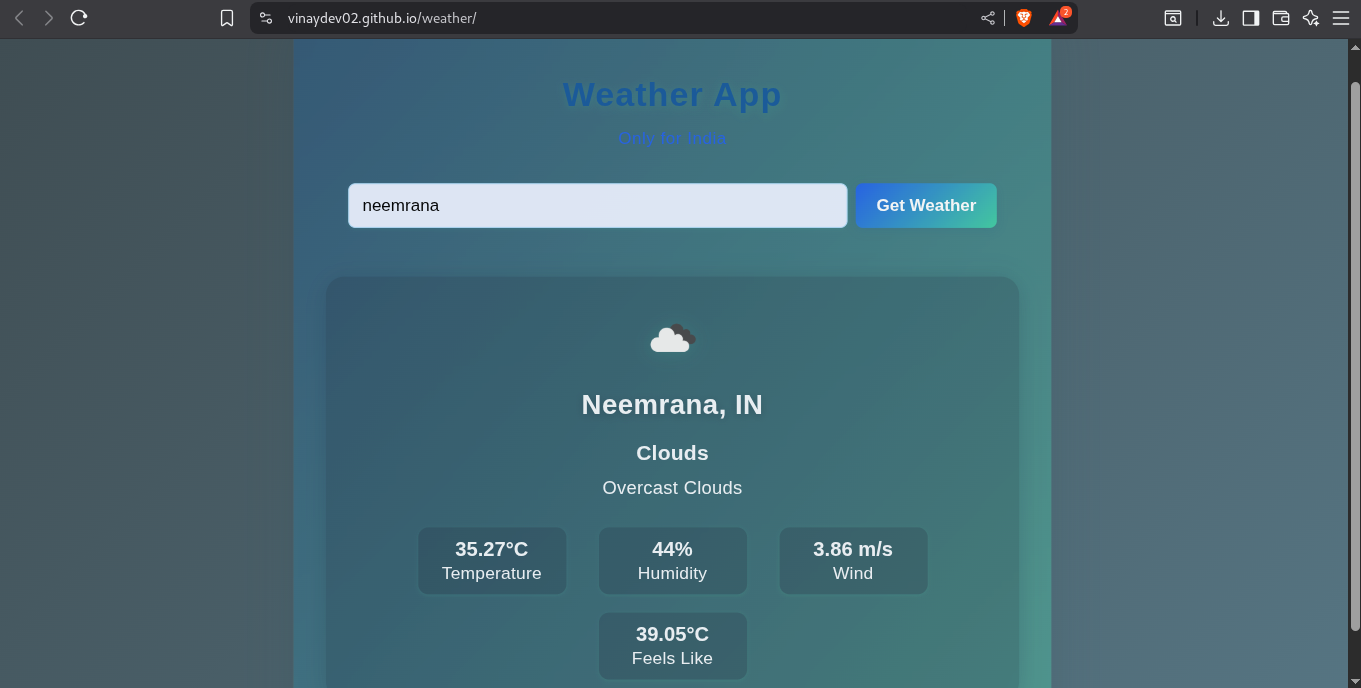 vinaydev02.github.io/weather/
2
Weather App
Only for India
neemrana
Get Weather
Neemrana, IN
Clouds
Overcast Clouds
35.27°C
Temperature
44%
Humidity
3.86 m/s
Wind
39.05°C
Feels Like